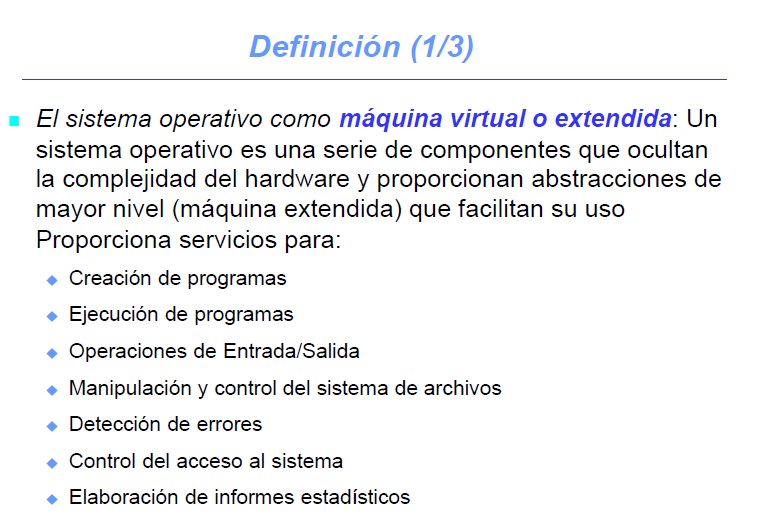 Definición (1/3)
El sistema operativo como máquina virtual o extendida: Un
sistema operativo es una serie de componentes que ocultan
la complejidad del hardware y proporcionan abstracciones de
mayor nivel (máquina extendida) que facilitan su uso
Proporciona servicios para:
Creación de programas
Ejecución de programas
Operaciones de Entrada/Salida
Manipulación y control del sistema de archivos
Detección de errores
Control del acceso al sistema
Elaboración de informes estadísticos